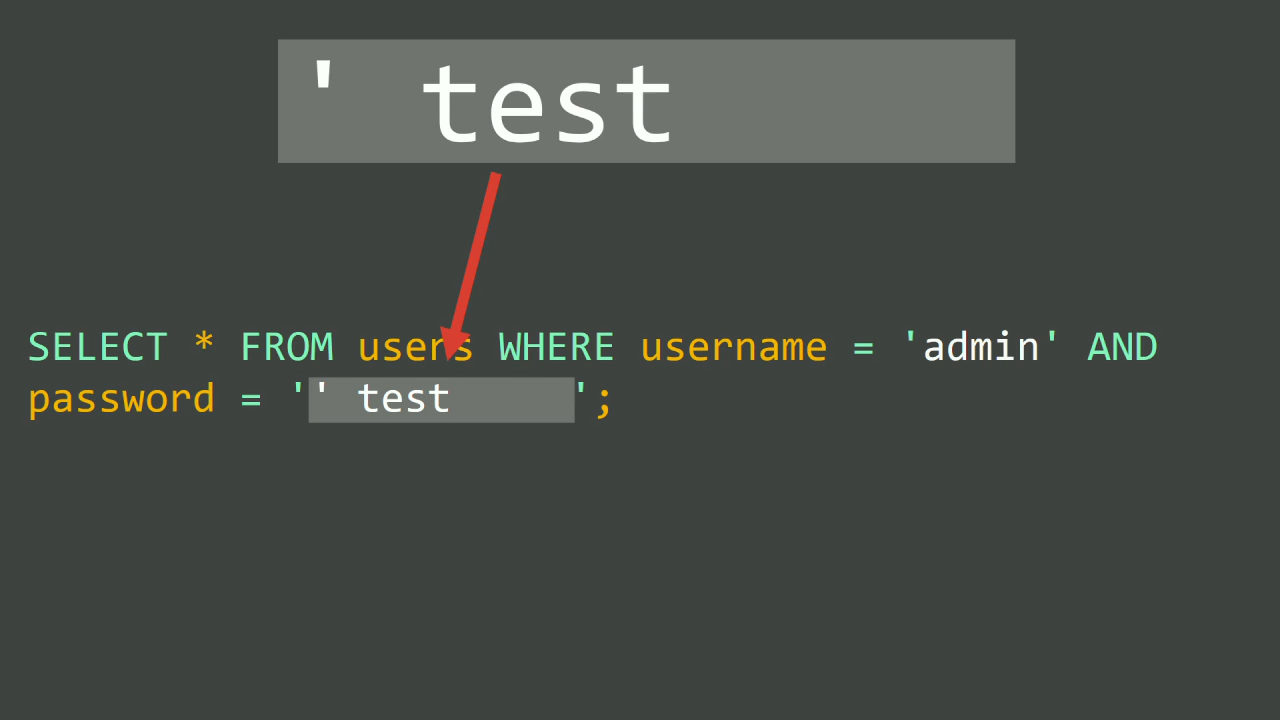 ' test
SELECT * FROM users WHERE username = 'admin' AND
password = '' test      ';